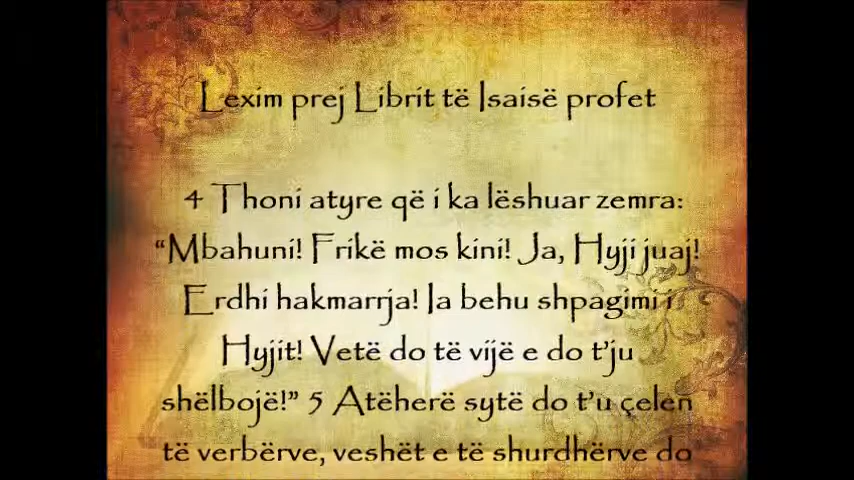 Lexim prej Librit të Isaisë profet
4 Thoni atyre që i ka lëshuar zemra:
“Mbahuni! Frikë mos kini! Ja, Hyji juaj!
Erdhi hakmarrja! Ia behu shpagimi i
Hyjit! Vetë do të vijë e do t’ju
shëlbojë!” 5 Atëherë sytë do t’u çelen
të verbërve, veshët e të shurdhërve do